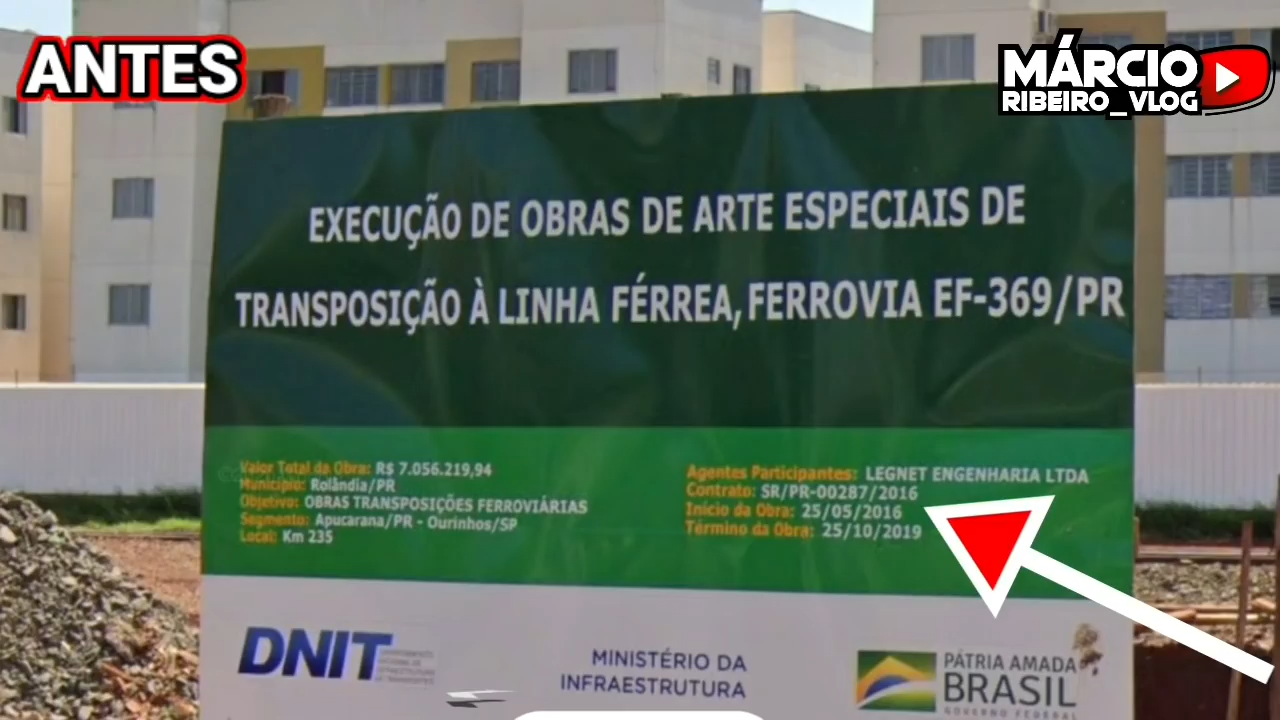 ANTES
MÁRCIO
RIBEIRO_VLOG
EXECUÇÃO DE OBRAS DE ARTE ESPECIAIS DE
TRANSPOSIÇÃO À LINHA FÉRREA, FERROVIA EF-369/PR
Valor Total da Obra: R$ 7.056.219,94
Município: Rolândia/PR
Objetivo: OBRAS TRANSPOSIÇÕES FERROVIÁRIAS
Segmento: Apucarana/PR - Ourinhos/SP
Local: Km 235
Agentes Participantes: LEGNET ENGENHARIA LTDA
Contrato: SR/PR-00287/2016
Início da Obra: 25/05/2016
Término da Obra: 25/10/2019
DNIT
MINISTÉRIO DA
INFRAESTRUTURA
PÁTRIA AMADA
BRASIL
GOVERNO FEDERAL